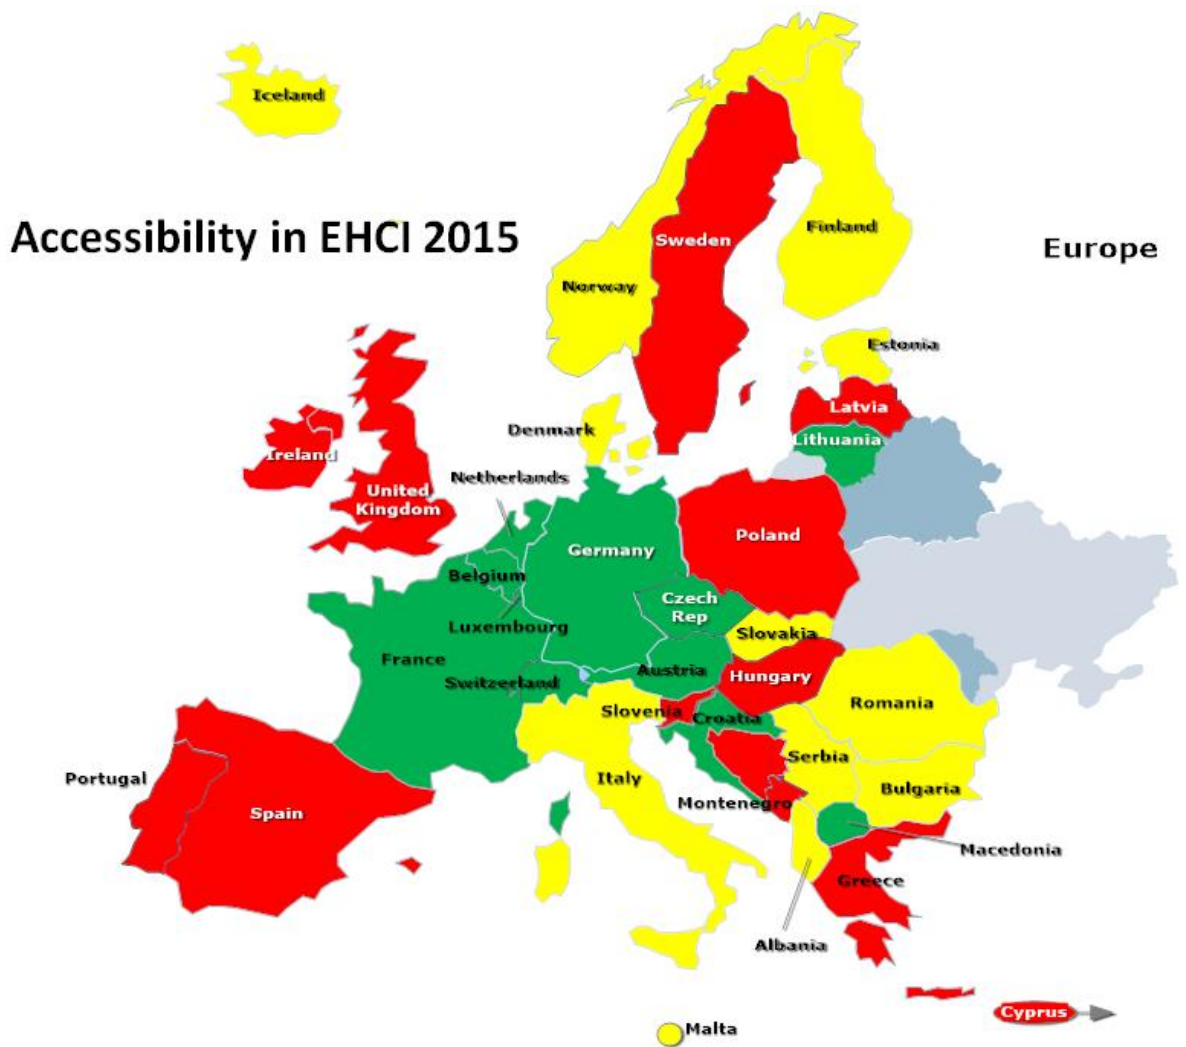 Iceland
Accessibility in EHCI 2015
Europe
Sweden
Finland
Norway
Estonia
Latvia
Denmark
Lithuania
Ireland
Netherlands
United
Kingdom
Poland
Germany
Belgium
Czech
Rep
Luxembourg
Slovakia
France
Austria
Switzerland
Hungary
Romania
Slovenia
Croatia
Serbia
Portugal
Italy
Bulgaria
Montenegro
Spain
Macedonia
Greece
Albania
Cyprus
Malta